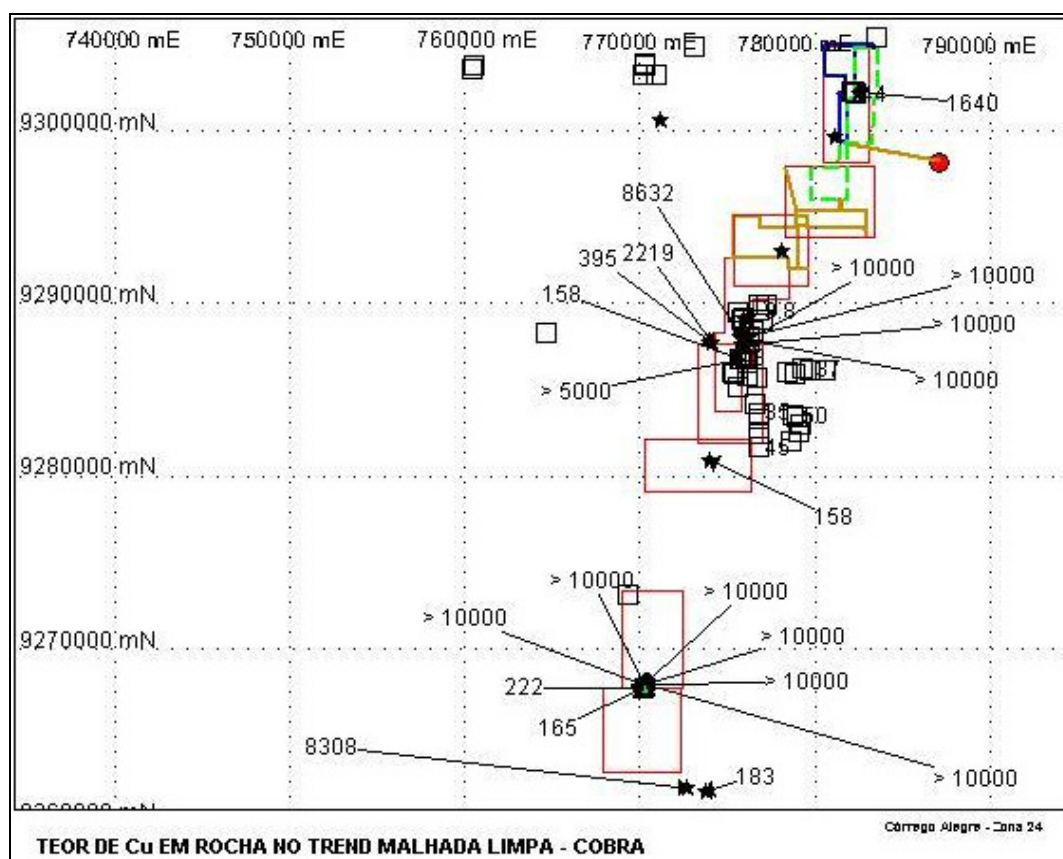 740000 mE 750000 mE 760000 mE 770000 mE 780000 mE 790000 mE
1640
9300000 mN
8632
395 2219 > 10000 > 10000
158
9290000 mN
> 10000
> 5000 > 10000
9280000 mN
158
> 10000 > 10000
> 10000
9270000 mN > 10000
222 > 10000
165
8308 183 > 10000
9260000 mN
Córrego Alegre - Zona 24
TEOR DE Cu EM ROCHA NO TREND MALHADA LIMPA - COBRA